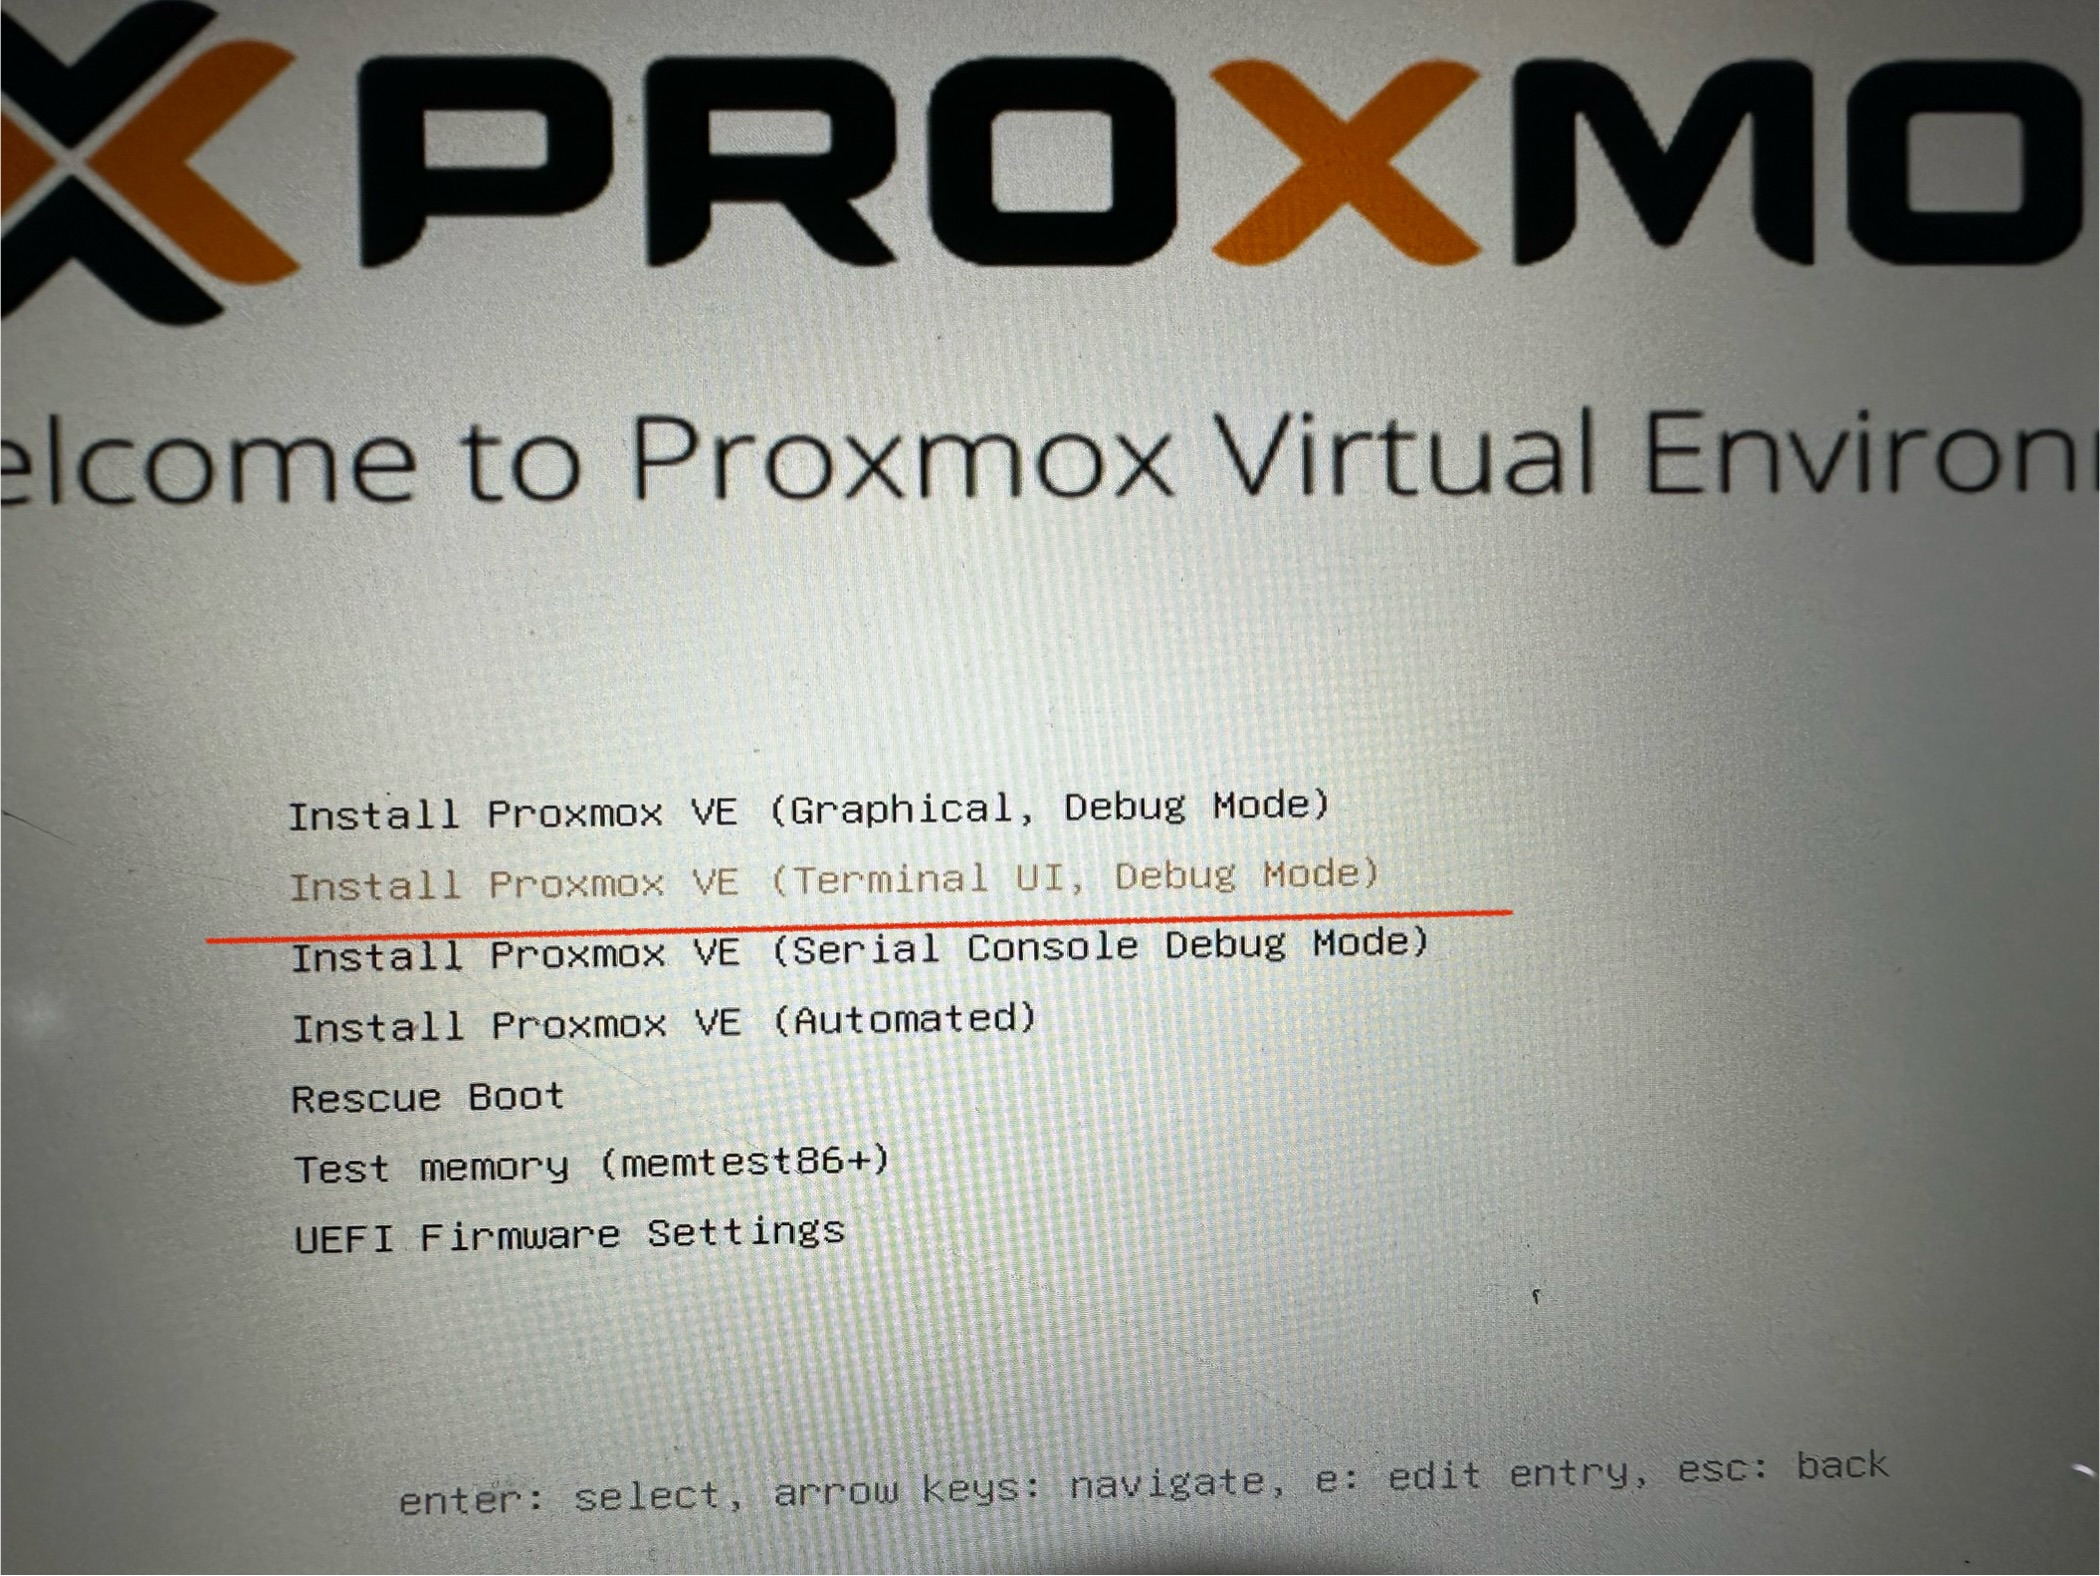 PROXMO
elcome to Proxmox Virtual Environ
Install Proxmox VE (Graphical, Debug Mode)
Install Proxmox VE (Terminal UI, Debug Mode)
Install Proxmox VE (Serial Console Debug Mode)
Install Proxmox VE (Automated)
Rescue Boot
Test memory (memtest86+)
UEFI Firmware Settings
enter: select, arrow keys: navigate, e: edit entry, esc: back